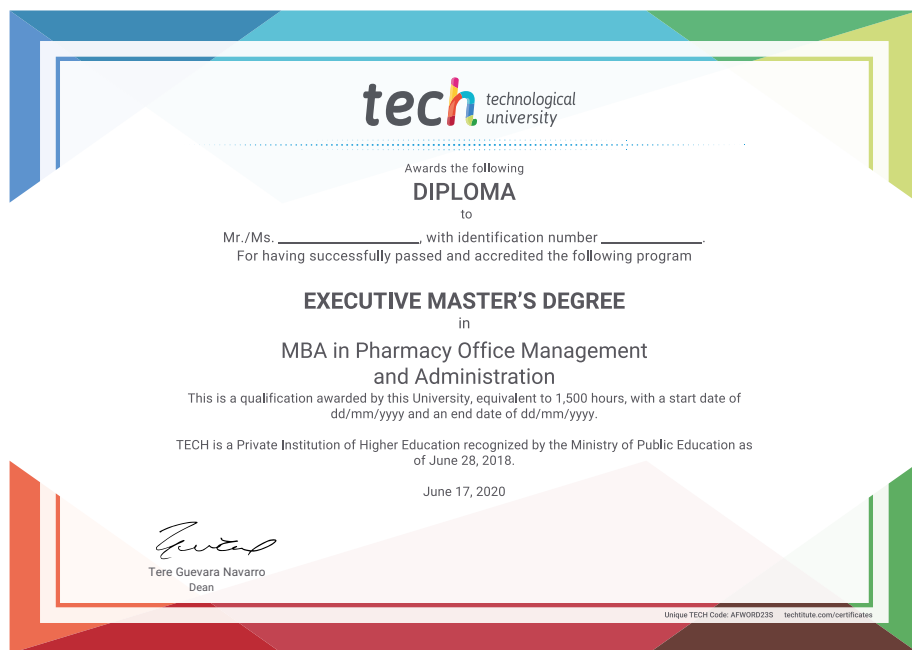 tech technological
university
Awards the following
DIPLOMA
to
Mr./Ms. ____________________, with identification number ______________.
For having successfully passed and accredited the following program
EXECUTIVE MASTER'S DEGREE
in
MBA in Pharmacy Office Management
and Administration
This is a qualification awarded by this University, equivalent to 1,500 hours, with a start date of
dd/mm/yyyy and an end date of dd/mm/yyyy.
TECH is a Private Institution of Higher Education recognized by the Ministry of Public Education as
of June 28, 2018.
June 17, 2020
Tere Guevara Navarro
Dean
Unique TECH Code: AFWORD23S techtitute.com/certificates